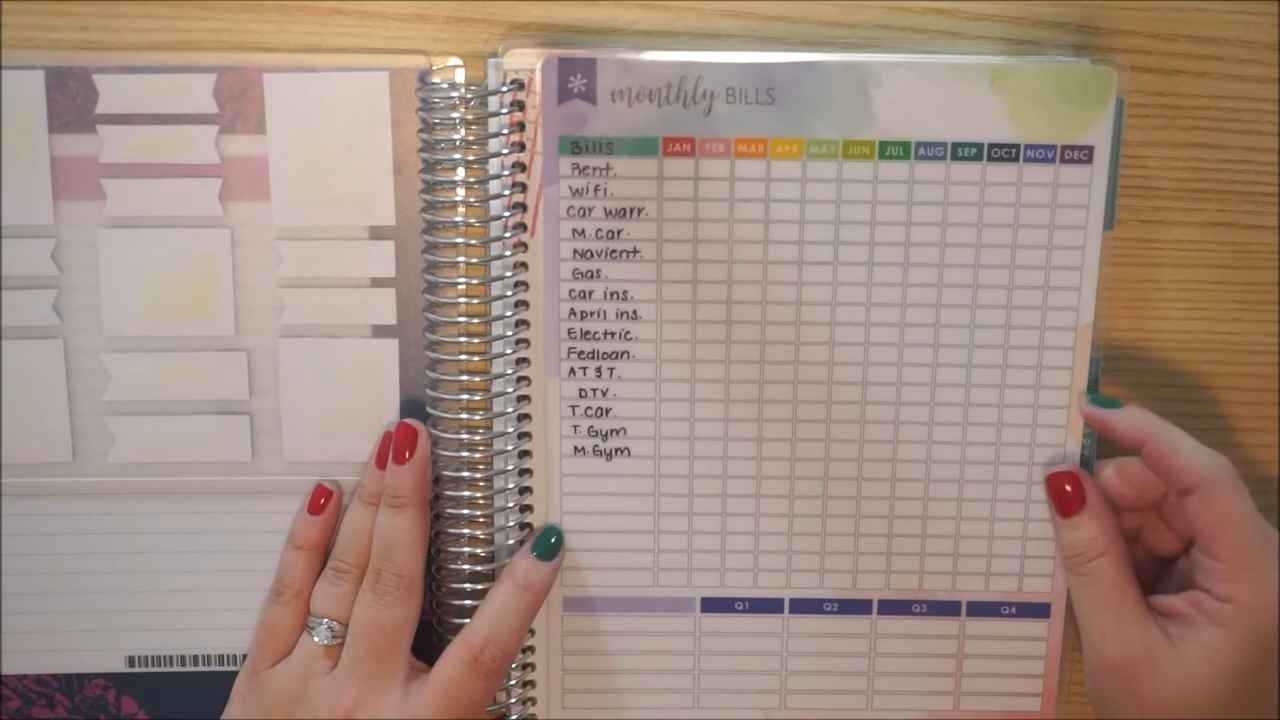 * monthly BILLS
Bills JAN FEB MAR APR MAY JUN JUL AUG SEP OCT NOV DEC
Rent.
Wifi.
Car warr.
M. Car.
Navient.
Gas.
Car ins.
April ins.
Electric.
Fedloan.
AT&T.
DTV.
T. Car.
T. Gym
M. Gym
Q1 Q2 Q3 Q4